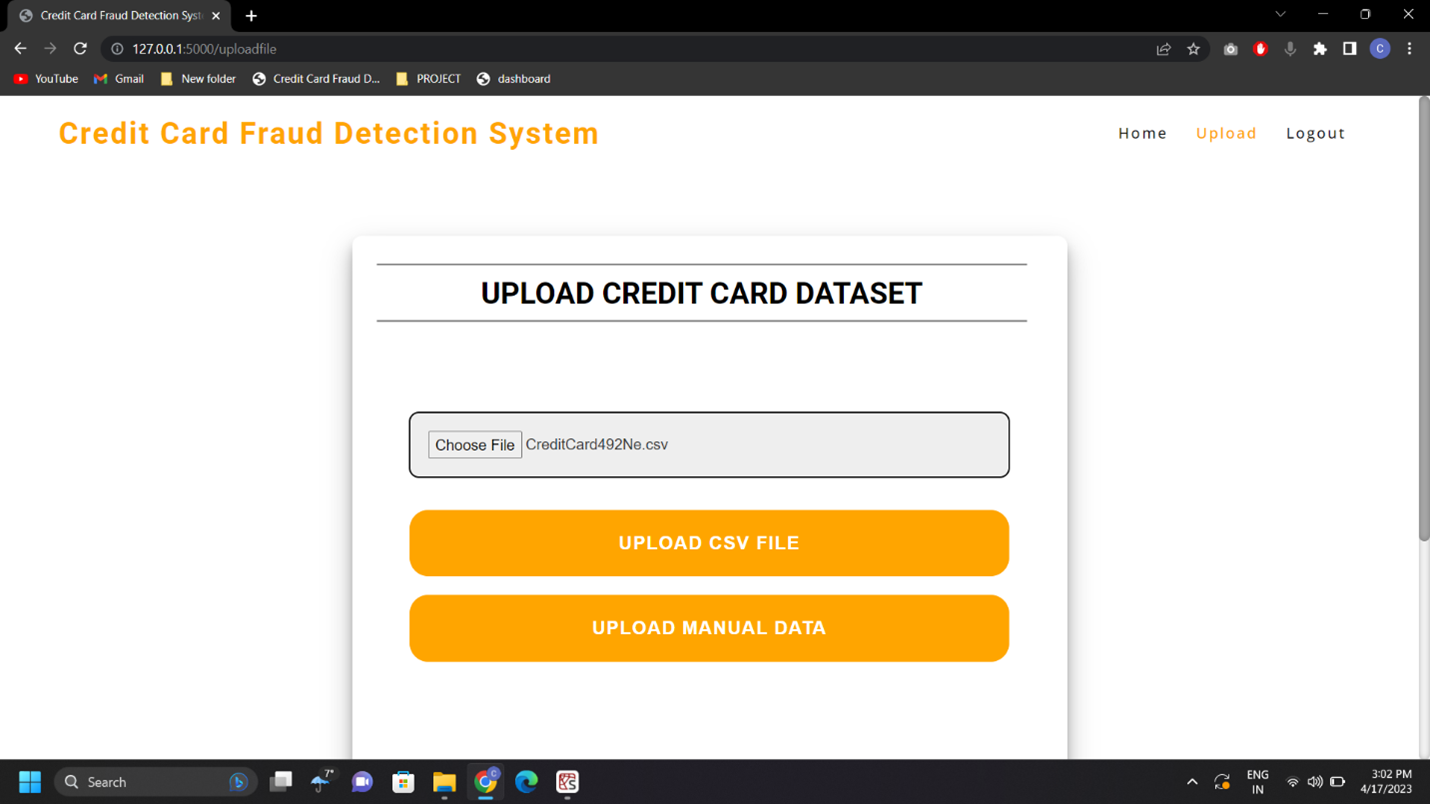 Credit Card Fraud Detection Syst
127.0.0.1:5000/uploadfile
YouTube Gmail New folder Credit Card Fraud D... PROJECT dashboard
Credit Card Fraud Detection System
Home Upload Logout
UPLOAD CREDIT CARD DATASET
Choose File CreditCard492Ne.csv
UPLOAD CSV FILE
UPLOAD MANUAL DATA
Search
7°
C
ENG
IN
3:02 PM
4/17/2023